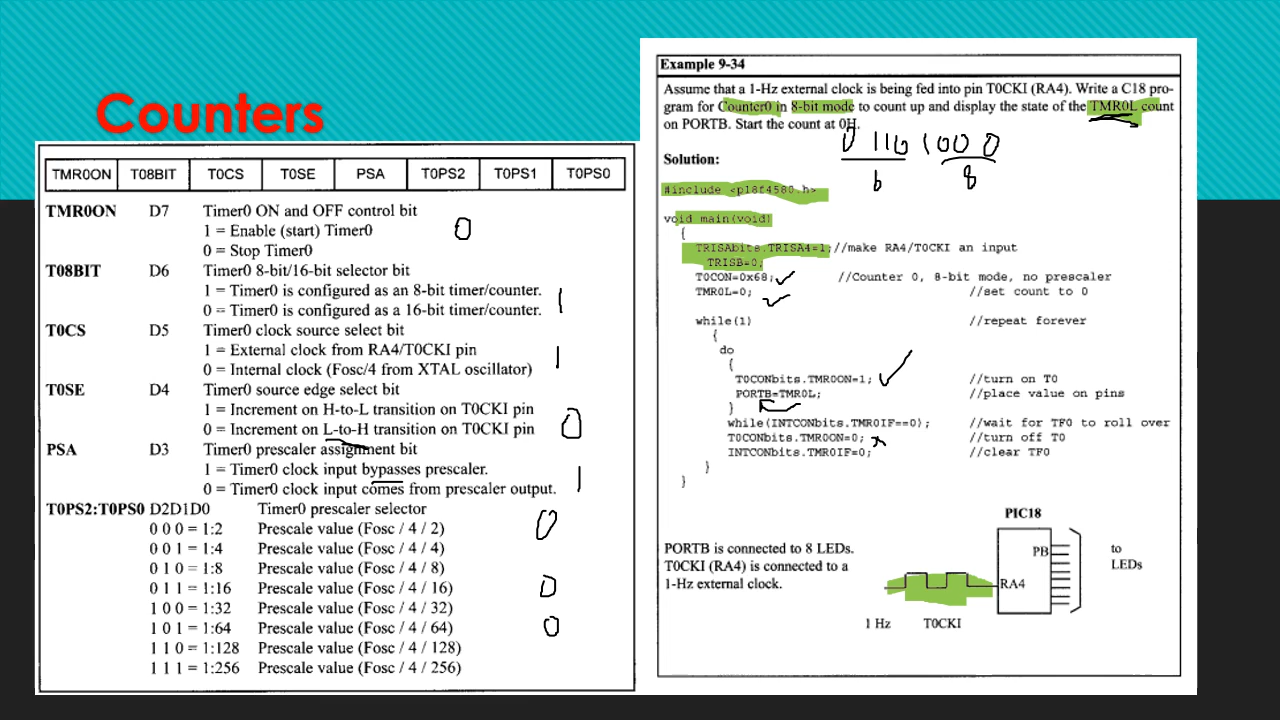 Counters
TMR0ON T08BIT T0CS T0SE PSA T0PS2 T0PS1 T0PS0
TMR0ON D7 Timer0 ON and OFF control bit
1 = Enable (start) Timer0
0 = Stop Timer0
0
T08BIT D6 Timer0 8-bit/16-bit selector bit
1 = Timer0 is configured as an 8-bit timer/counter.
0 = Timer0 is configured as a 16-bit timer/counter.
1
T0CS D5 Timer0 clock source select bit
1 = External clock from RA4/T0CKI pin
0 = Internal clock (Fosc/4 from XTAL oscillator)
1
T0SE D4 Timer0 source edge select bit
1 = Increment on H-to-L transition on T0CKI pin
0 = Increment on L-to-H transition on T0CKI pin
0
PSA D3 Timer0 prescaler assignment bit
1 = Timer0 clock input bypasses prescaler.
0 = Timer0 clock input comes from prescaler output.
1
T0PS2:T0PS0 D2D1D0 Timer0 prescaler selector
0 0 0 = 1:2 Prescale value (Fosc / 4 / 2)
0
0 0 1 = 1:4 Prescale value (Fosc / 4 / 4)
0 1 0 = 1:8 Prescale value (Fosc / 4 / 8)
0 1 1 = 1:16 Prescale value (Fosc / 4 / 16)
0
1 0 0 = 1:32 Prescale value (Fosc / 4 / 32)
1 0 1 = 1:64 Prescale value (Fosc / 4 / 64)
0
1 1 0 = 1:128 Prescale value (Fosc / 4 / 128)
1 1 1 = 1:256 Prescale value (Fosc / 4 / 256)
Example 9-34
Assume that a 1-Hz external clock is being fed into pin T0CKI (RA4). Write a C18 pro-
gram for Counter0 in 8-bit mode to count up and display the state of the TMR0L count
on PORTB. Start the count at 0H.
0 110 1000
6 8
Solution:
#include <p18f4580.h>
void main(void)
{
TRISAbits.TRISA4=1; //make RA4/T0CKI an input
TRISB=0;
T0CON=0x68; //Counter 0, 8-bit mode, no prescaler
TMR0L=0; //set count to 0
while(1) //repeat forever
{
do
{
T0CONbits.TMR0ON=1; //turn on T0
PORTB=TMR0L; //place value on pins
}
while(INTCONbits.TMR0IF==0); //wait for TF0 to roll over
T0CONbits.TMR0ON=0; //turn off T0
INTCONbits.TMR0IF=0; //clear TF0
}
}
PORTB is connected to 8 LEDs.
T0CKI (RA4) is connected to a
1-Hz external clock.
PIC18
PB
to
LEDs
RA4
1 Hz T0CKI